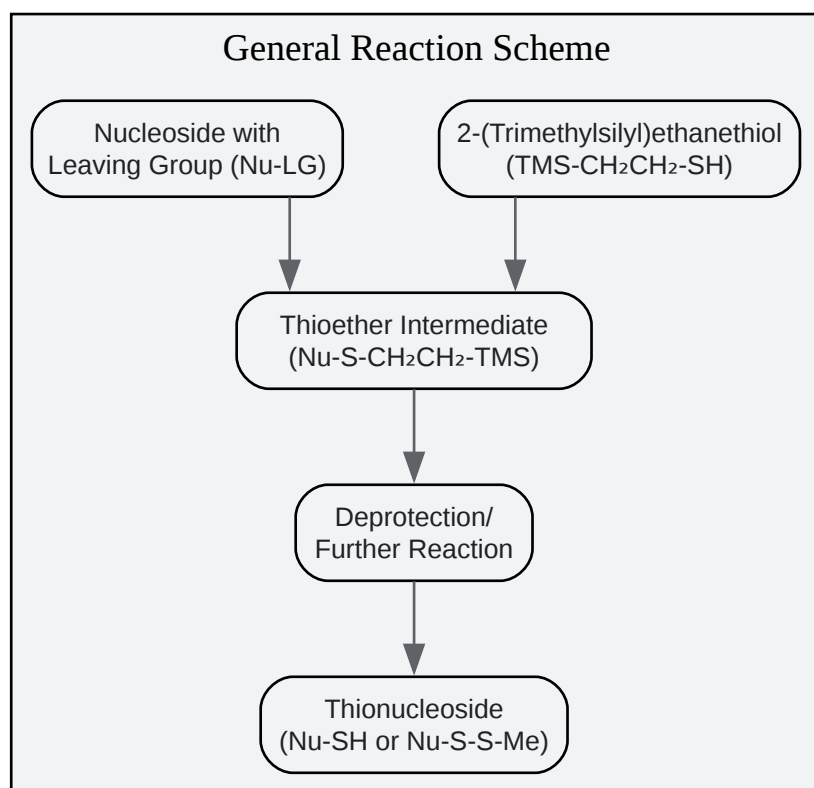 General Reaction Scheme
Nucleoside with
Leaving Group (Nu-LG)
2-(Trimethylsilyl)ethanethiol
(TMS-CH₂CH₂-SH)
Thioether Intermediate
(Nu-S-CH₂CH₂-TMS)
Deprotection/
Further Reaction
Thionucleoside
(Nu-SH or Nu-S-S-Me)